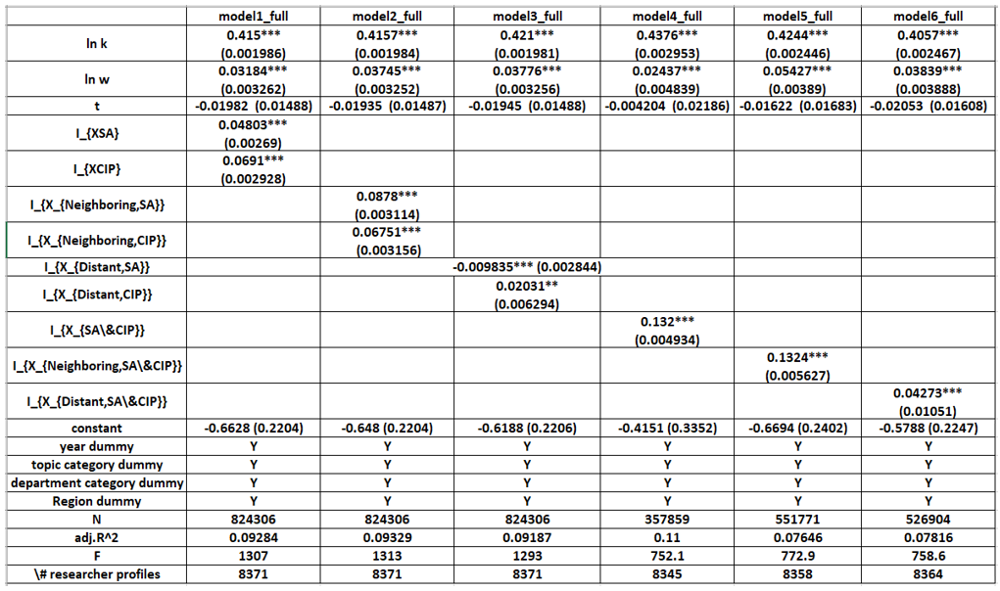 model1_full model2_full model3_full model4_full model5_full model6_full
ln k 0.415*** 0.4157*** 0.421*** 0.4376*** 0.4244*** 0.4057***
(0.001986) (0.001984) (0.001981) (0.002953) (0.002446) (0.002467)
ln w 0.03184*** 0.03745*** 0.03776*** 0.02437*** 0.05427*** 0.03839***
(0.003262) (0.003252) (0.003256) (0.004839) (0.00389) (0.003888)
t -0.01982 (0.01488) -0.01935 (0.01487) -0.01945 (0.01488) -0.004204 (0.02186) -0.01622 (0.01683) -0.02053 (0.01608)
I_{XSA} 0.04803***
(0.00269)
I_{XCIP} 0.0691***
(0.002928)
I_{X_{Neighboring,SA}} 0.0878***
(0.003114)
I_{X_{Neighboring,CIP}} 0.06751***
(0.003156)
I_{X_{Distant,SA}} -0.009835*** (0.002844)
I_{X_{Distant,CIP}} 0.02031**
(0.006294)
I_{X_{SA\&CIP}} 0.132***
(0.004934)
I_{X_{Neighboring,SA\&CIP}} 0.1324***
(0.005627)
I_{X_{Distant,SA\&CIP}} 0.04273***
(0.01051)
constant -0.6628 (0.2204) -0.648 (0.2204) -0.6188 (0.2206) -0.4151 (0.3352) -0.6694 (0.2402) -0.5788 (0.2247)
year dummy Y Y Y Y Y Y
topic category dummy Y Y Y Y Y Y
department category dummy Y Y Y Y Y Y
Region dummy Y Y Y Y Y Y
N 824306 824306 824306 357859 551771 526904
adj.R^2 0.09284 0.09329 0.09187 0.11 0.07646 0.07816
F 1307 1313 1293 752.1 772.9 758.6
\# researcher profiles 8371 8371 8371 8345 8358 8364